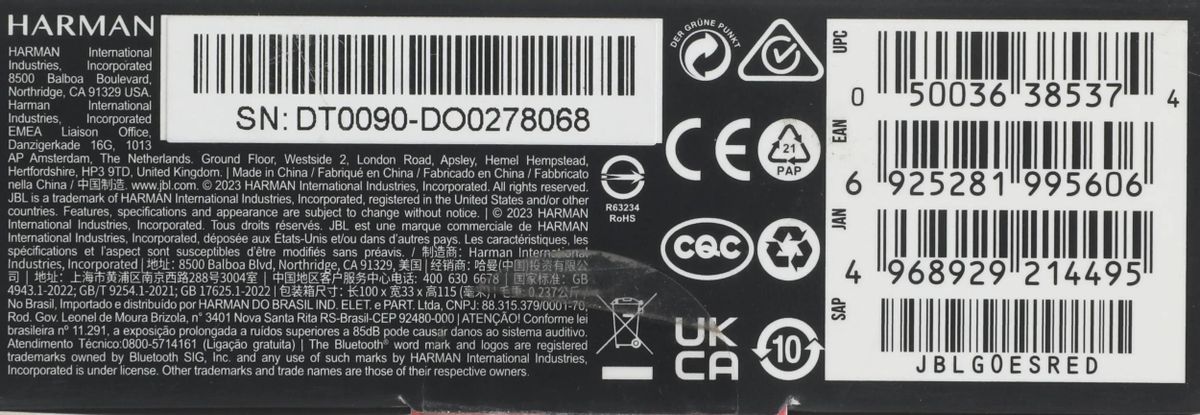 HARMAN
HARMAN International
Industries, Incorporated
8500 Balboa Boulevard,
Northridge, CA 91329 USA.
Harman International
Industries, Incorporated
EMEA Liaison Office,
Danzigerkade 16G, 1013
AP Amsterdam, The Netherlands. Ground Floor, Westside 2, London Road, Apsley, Hemel Hempstead,
Hertfordshire, HP3 9TD, United Kingdom. | Made in China / Fabriqué en China / Fabricado en China / Fabbricato
nella China / 中国制造. www.jbl.com. © 2023 HARMAN International Industries, Incorporated. All rights reserved.
JBL is a trademark of HARMAN International Industries, Incorporated, registered in the United States and/or other
countries. Features, specifications and appearance are subject to change without notice. | © 2023 HARMAN
International Industries, Incorporated. Tous droits réservés. JBL est une marque commerciale de HARMAN
International Industries, Incorporated, déposée aux États-Unis et/ou dans d'autres pays. Les caractéristiques, les
spécifications et l'aspect sont susceptibles d'être modifiés sans préavis. / 制造商: Harman International
Industries, Incorporated | 地址: 8500 Balboa Blvd, Northridge, CA 91329, 美国 | 经销商: 哈曼(中国)投资有限公
司 | 地址: 上海市黄浦区南京西路288号3004室 | 中国地区客户服务中心电话: 400 630 6678 | 国家标准: GB
4943.1-2022; GB/T 9254.1-2021; GB 17625.1-2022 | 包装箱尺寸: 长100 x 宽33 x 高115 (毫米) | 毛重: 0.237公斤 |
No Brasil, Importado e distribuído por HARMAN DO BRASIL IND. ELET. e PART. Ltda, CNPJ: 88.315.379/0001-70,
Rod. Gov. Leonel de Moura Brizola, n° 3401 Nova Santa RS-Brasil-CEP 92480-000 | ATENÇÃO! Conforme lei
brasileira nº 11.291, a exposição prolongada a ruídos superiores a 85dB pode causar danos ao sistema auditivo.
Atendimento Técnico:0800-5714161 (Ligação gratuita) | The Bluetooth® word mark and logos are registered
trademarks owned by Bluetooth SIG, Inc. and any use of such marks by HARMAN International Industries,
Incorporated is under license. Other trademarks and trade names are those of their respective owners.
SN: DT0090-DO0278068
R63234
RoHS
DER GRÜNE PUNKT
CE
21
PAP
CQC
UK
CA
10
UPC
0 50036 38537 4
EAN
6 925281 995606
JAN
4 968929 214495
SAP
JBLGOESRED